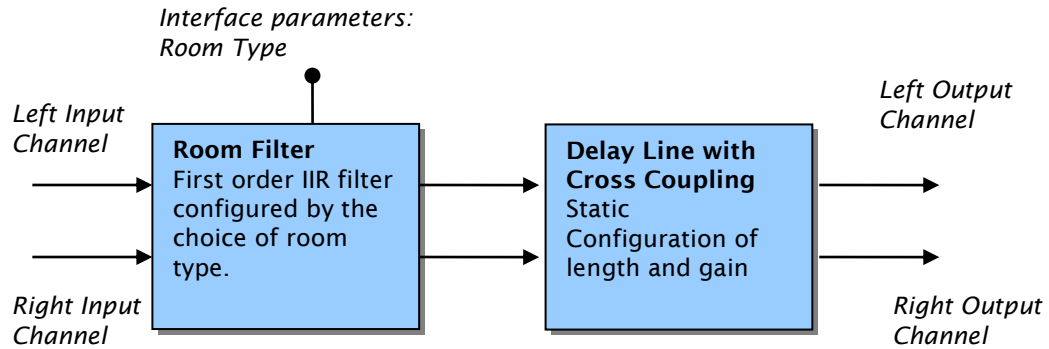 Interface parameters:
Room Type
Left Input
Channel
Room Filter
First order IIR filter
configured by the
choice of room
type.
Right Input
Channel
Delay Line with
Cross Coupling
Static
Configuration of
length and gain
Left Output
Channel
Right Output
Channel